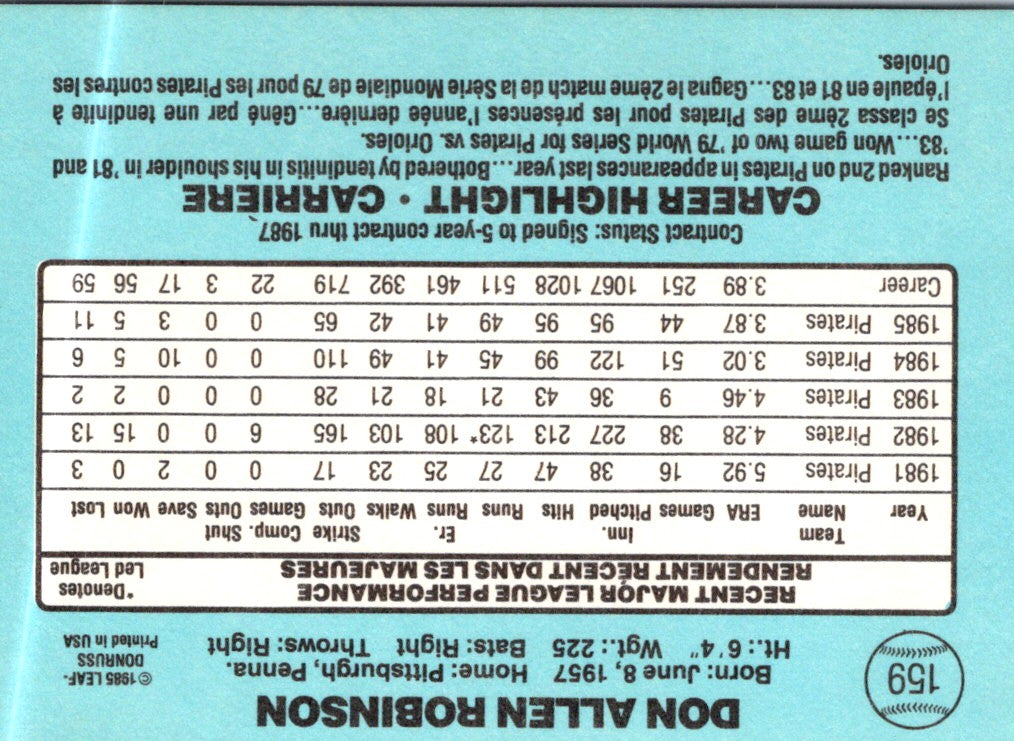 159
DON ALLEN ROBINSON
Born: June 8, 1957 Home: Pittsburgh, Penna.
Ht.: 6'4" Wgt.: 225 Bats: Right Throws: Right
©1985 LEAF-
DONRUSS
Printed in USA
RECENT MAJOR LEAGUE PERFORMANCE
RENDEMENT RÉCENT DANS LES MAJEURES
*Denotes
Led League
Year Team Name ERA Games Inn. Pitched Hits Runs Er. Runs Walks Strike Outs Comp. Games Shut Outs Save Won Lost
1981 Pirates 5.92 16 38 47 27 25 23 17 0 0 2 0 3
1982 Pirates 4.28 38 227 213 123* 108 103 165 6 0 0 15 13
1983 Pirates 4.46 9 36 43 21 18 21 28 0 0 0 2 2
1984 Pirates 3.02 51 122 99 45 41 49 110 0 0 10 5 6
1985 Pirates 3.87 44 95 95 49 41 42 65 0 0 3 5 11
Career 3.89 251 1067 1028 511 461 392 719 22 3 17 56 59
Contract Status: Signed to 5-year contract thru 1987
CAREER HIGHLIGHT • CARRIÈRE
Ranked 2nd on Pirates in appearances last year...Bothered by tendinitis in his shoulder in '81 and
'83...Won game two of '79 World Series for Pirates vs. Orioles.
Se classa 2ème des Pirates pour les présences l'année dernière...Gêné par une tendinite à
l'épaule en 81 et 83...Gagna le 2ème match de la Série Mondiale de 79 pour les Pirates contres les
Orioles.